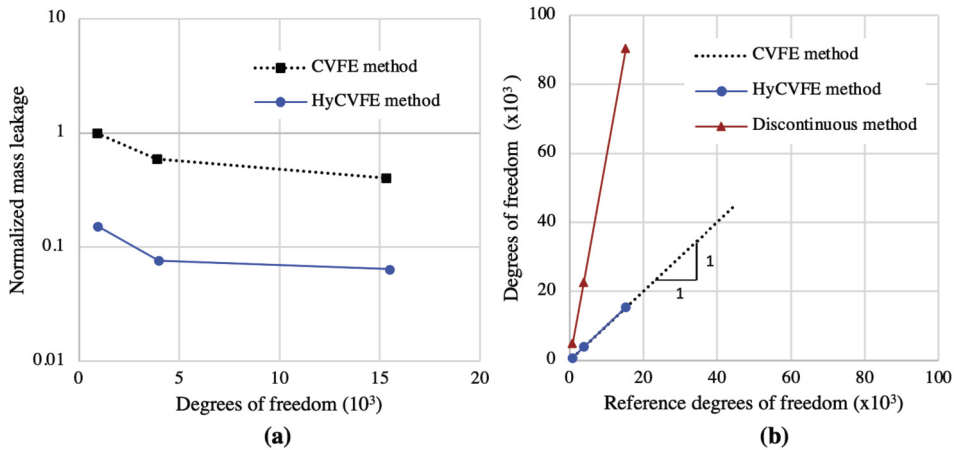 10
1
0.1
0.01
Normalized mass leakage
CVFE method
HyCVFE method
0
5
10
15
20
Degrees of freedom (10³)
(a)
100
80
60
40
20
0
Degrees of freedom (x10³)
CVFE method
HyCVFE method
Discontinuous method
1
1
0
20
40
60
80
100
Reference degrees of freedom (x10³)
(b)